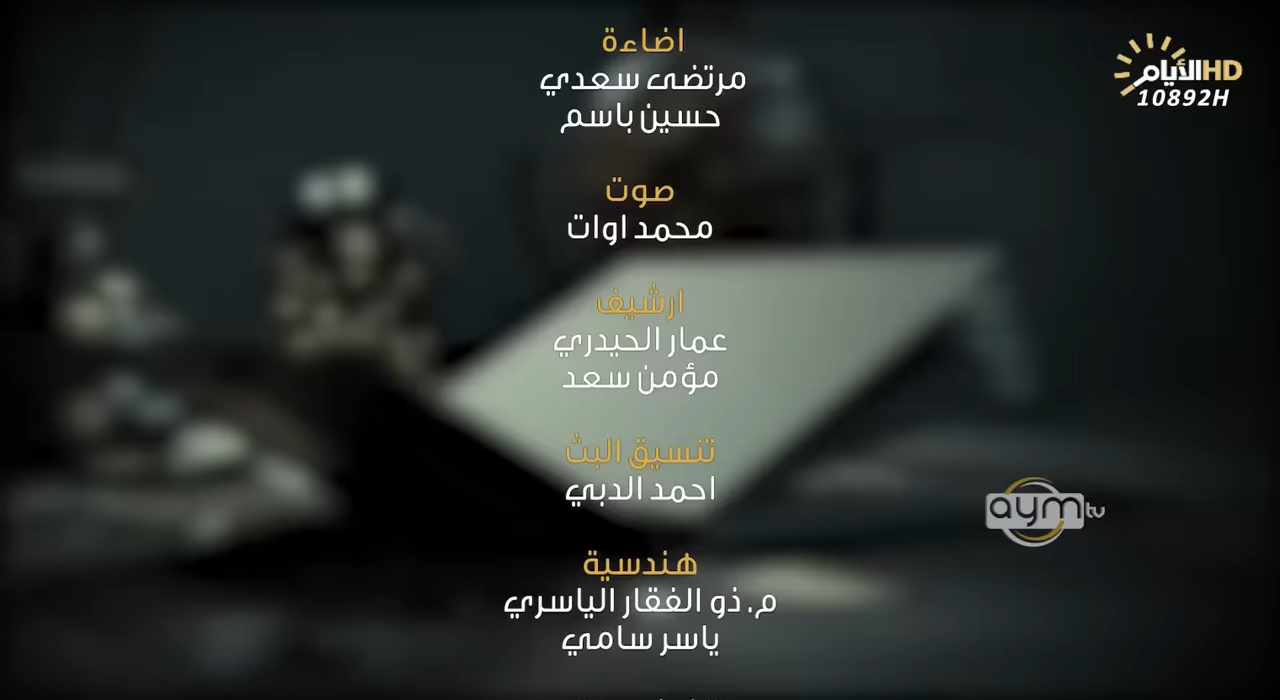 اضاءة
مرتضى سعدي
حسين باسم
صوت
محمد اوات
ارشيف
عمار الحيدري
مؤمن سعد
تنسيق البث
احمد الدبي
هندسية
م. ذو الفقار الياسري
ياسر سامي
الأيام HD
10892H
aym tv